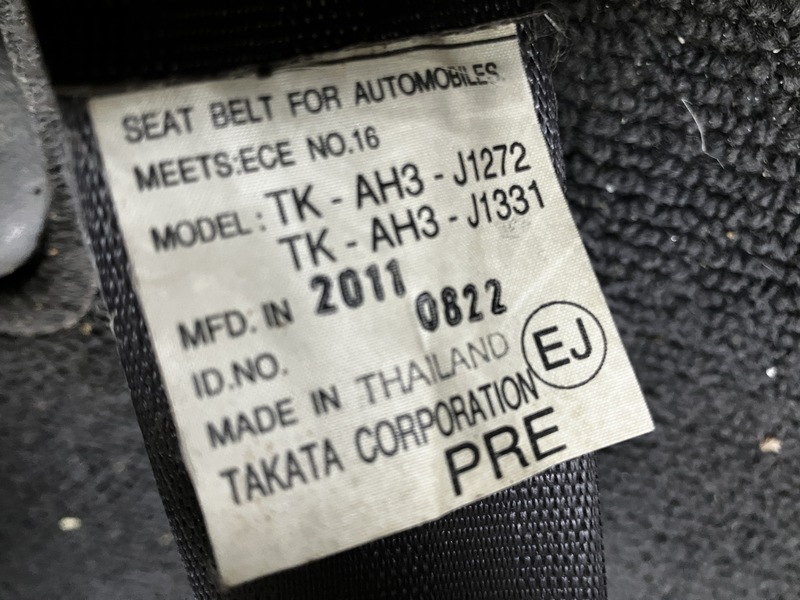 SEAT BELT FOR AUTOMOBILES
MEETS:ECE NO.16
MODEL: TK - AH3 - J1272
TK - AH3 - J1331
MFD. IN 2011
ID.NO. 0822
MADE IN THAILAND EJ
TAKATA CORPORATION
PRE